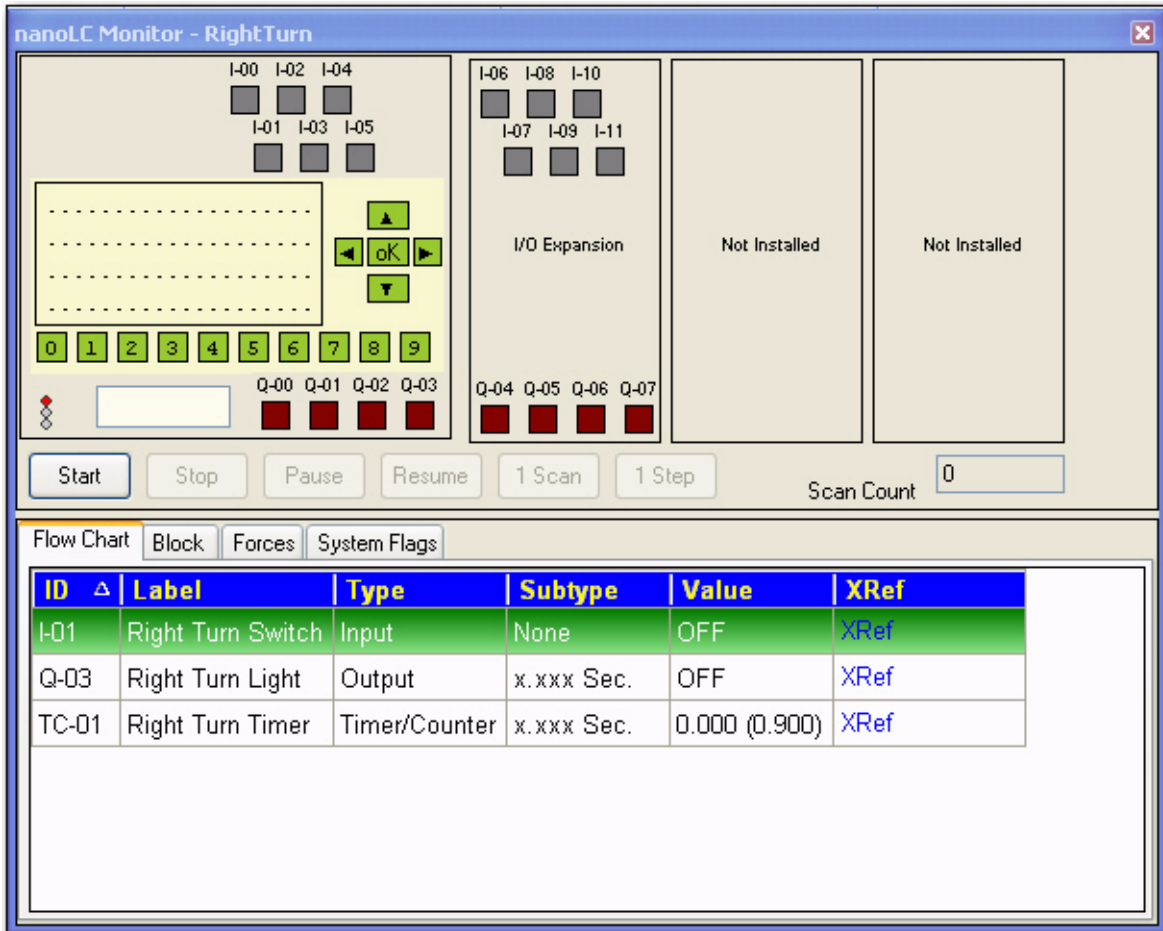 nanoLC Monitor - RightTurn
I-00 I-02 I-04
I-01 I-03 I-05
oK
0 1 2 3 4 5 6 7 8 9
Q-00 Q-01 Q-02 Q-03
I-06 I-08 I-10
I-07 I-09 I-11
I/O Expansion
Q-04 Q-05 Q-06 Q-07
Not Installed
Not Installed
Start Stop Pause Resume 1 Scan 1 Step
Scan Count 0
Flow Chart Block Forces System Flags
ID Label Type Subtype Value XRef
I-01 Right Turn Switch Input None OFF XRef
Q-03 Right Turn Light Output x.xxx Sec. OFF XRef
TC-01 Right Turn Timer Timer/Counter x.xxx Sec. 0.000 (0.900) XRef